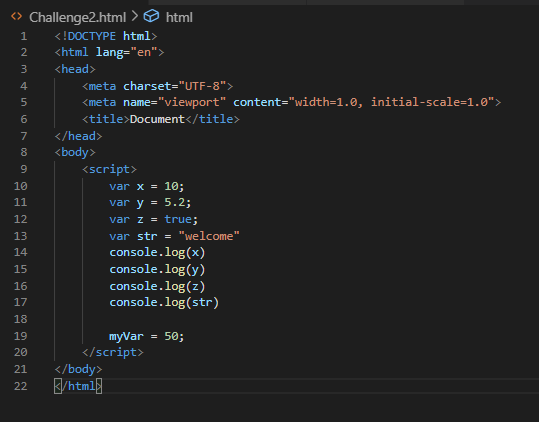 Challenge2.html > html
1 <!DOCTYPE html>
2 <html lang="en">
3 <head>
4     <meta charset="UTF-8">
5     <meta name="viewport" content="width=1.0, initial-scale=1.0">
6     <title>Document</title>
7 </head>
8 <body>
9     <script>
10         var x = 10;
11         var y = 5.2;
12         var z = true;
13         var str = "welcome"
14         console.log(x)
15         console.log(y)
16         console.log(z)
17         console.log(str)
18
19         myVar = 50;
20     </script>
21 </body>
22 </html>